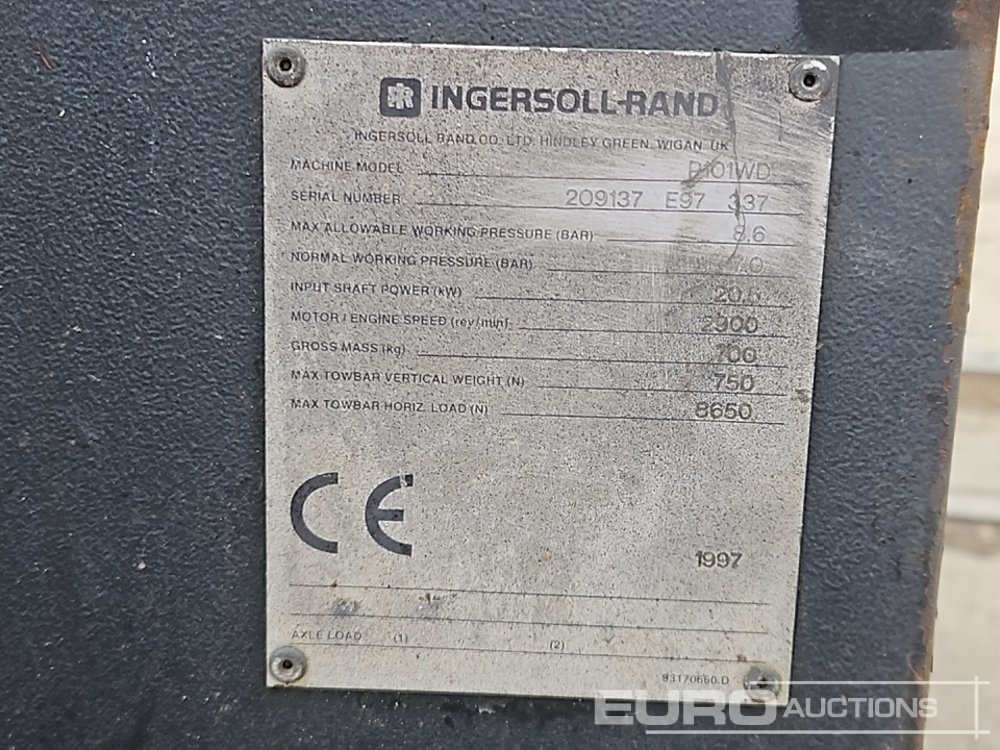 INGERSOLL-RAND
INGERSOLL RAND CO. LTD. HINDLEY GREEN, WIGAN, UK
MACHINE MODEL P101WD
SERIAL NUMBER 209137 E97 337
MAX ALLOWABLE WORKING PRESSURE (BAR) 8.6
NORMAL WORKING PRESSURE (BAR)
INPUT SHAFT POWER (kW)
MOTOR / ENGINE SPEED (rev/min) 2300
GROSS MASS (kg) 700
MAX TOWBAR VERTICAL WEIGHT (N) 750
MAX TOWBAR HORIZ. LOAD (N) 8650
CE
1997
AXLE LOAD (1) (2)
93170660.D
EURO AUCTIONS